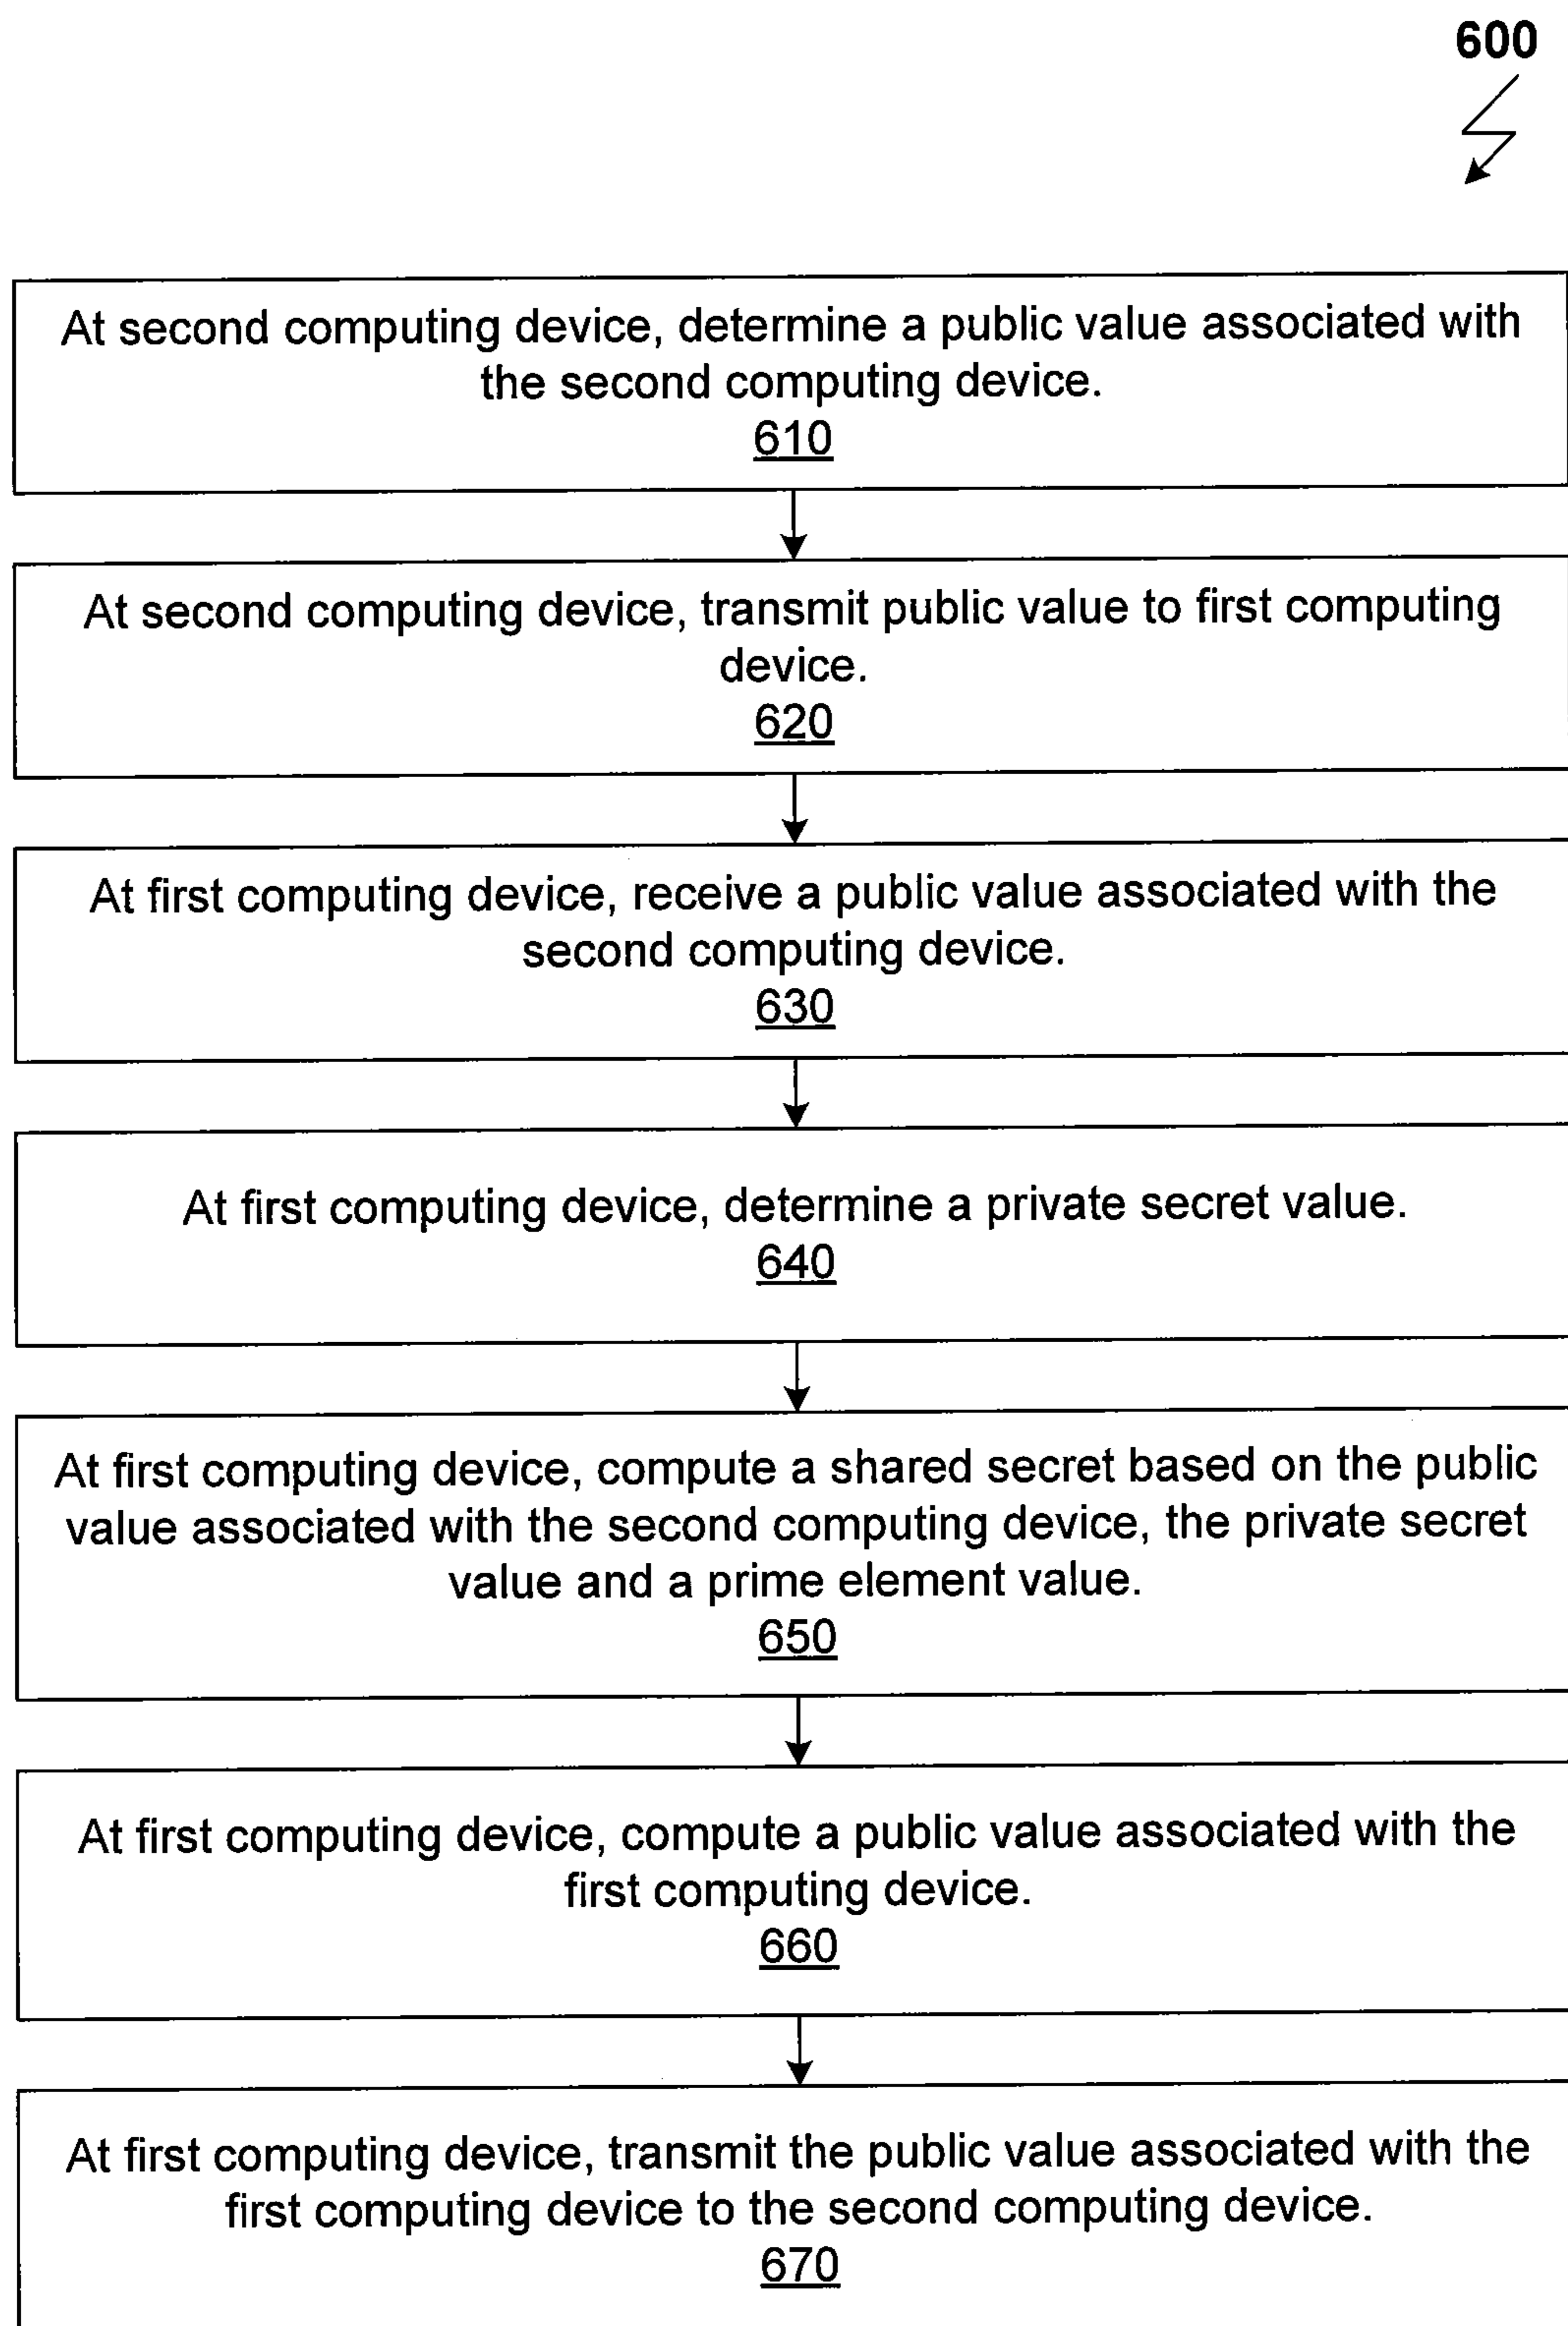 600
At second computing device, determine a public value associated with
the second computing device.
610
At second computing device, transmit public value to first computing
device.
620
At first computing device, receive a public value associated with the
second computing device.
630
At first computing device, determine a private secret value.
640
At first computing device, compute a shared secret based on the public
value associated with the second computing device, the private secret
value and a prime element value.
650
At first computing device, compute a public value associated with the
first computing device.
660
At first computing device, transmit the public value associated with the
first computing device to the second computing device.
670